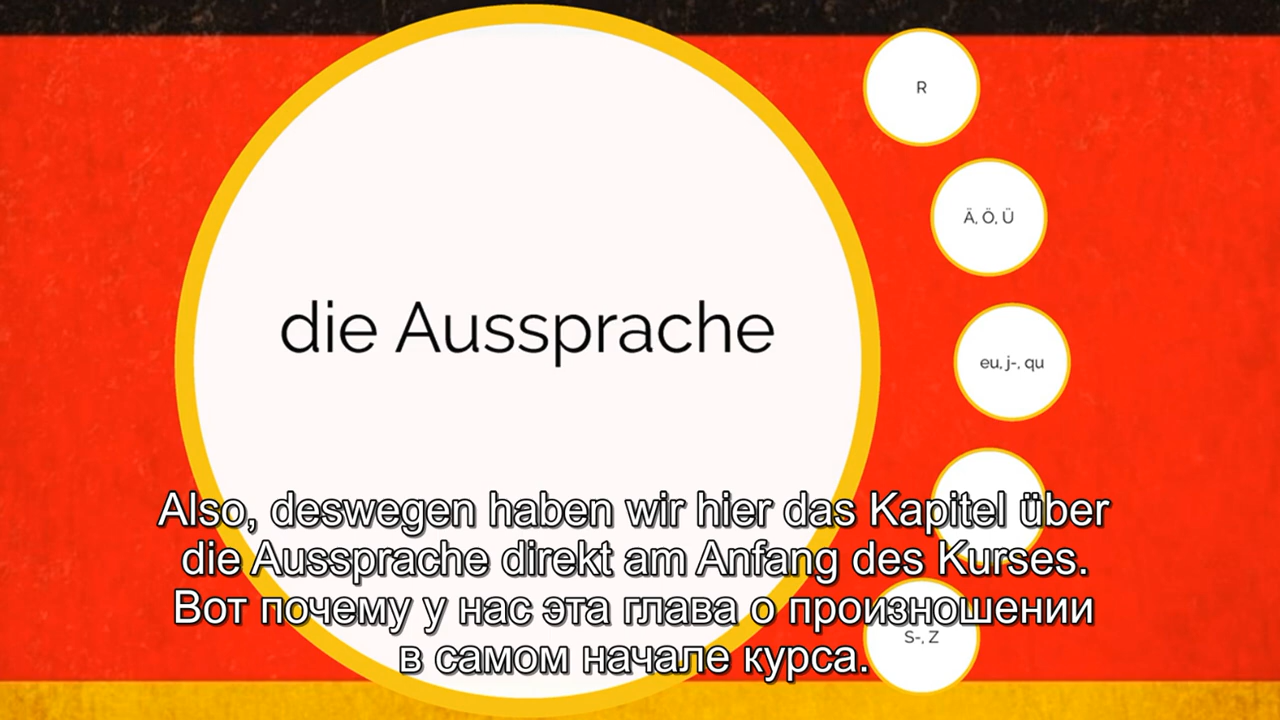 R
Ä, Ö, Ü
eu, j-, qu
die Aussprache
Also, deswegen haben wir hier das Kapitel über
die Aussprache direkt am Anfang des Kurses.
Вот почему у нас эта глава о произношении
в самом начале курса.
S-, Z